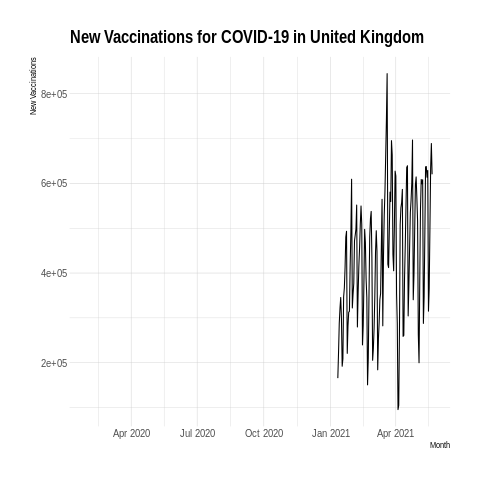 New Vaccinations for COVID-19 in United Kingdom
New Vaccinations
8e+05
6e+05
4e+05
2e+05
Apr 2020 Jul 2020 Oct 2020 Jan 2021 Apr 2021
Month